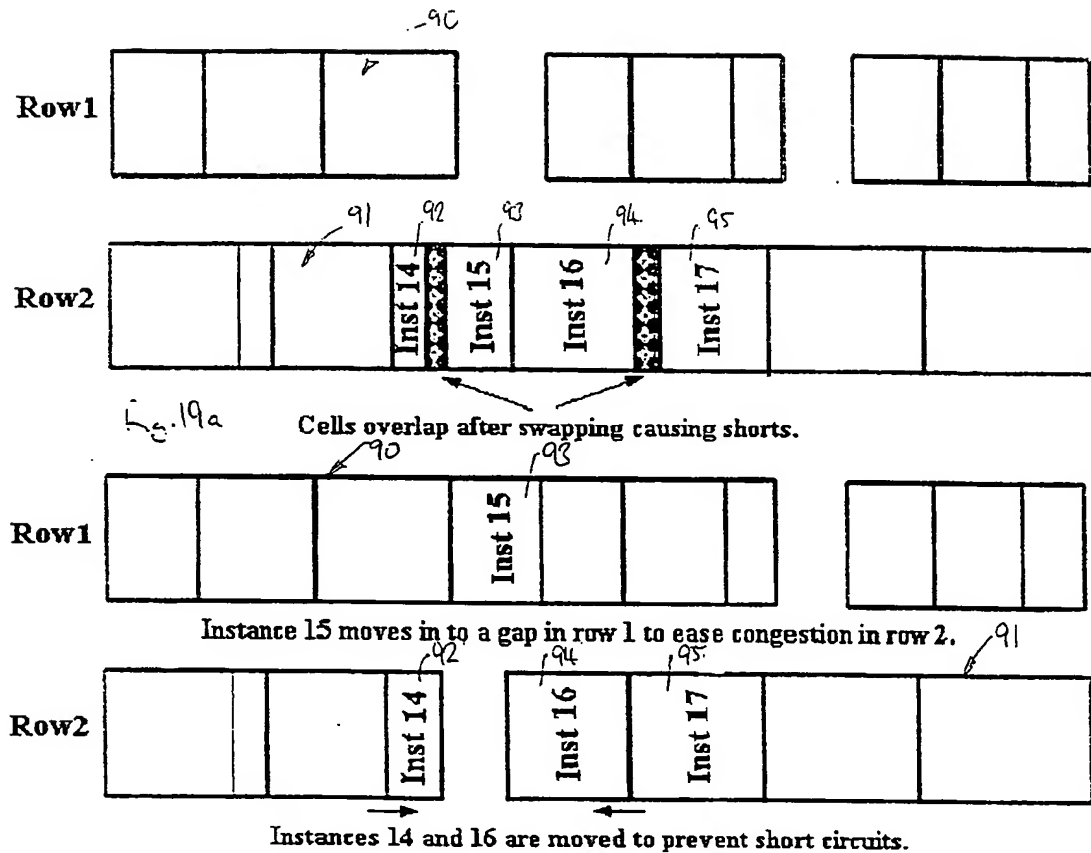 90
Row1
91 92 93 94 95
Row2 Inst 14 Inst 15 Inst 16 Inst 17
Fig. 19a
Cells overlap after swapping causing shorts.
90 93
Row1 Inst 15
Instance 15 moves in to a gap in row 1 to ease congestion in row 2.
92 94 95 91
Row2 Inst 14 Inst 16 Inst 17
Instances 14 and 16 are moved to prevent short circuits.